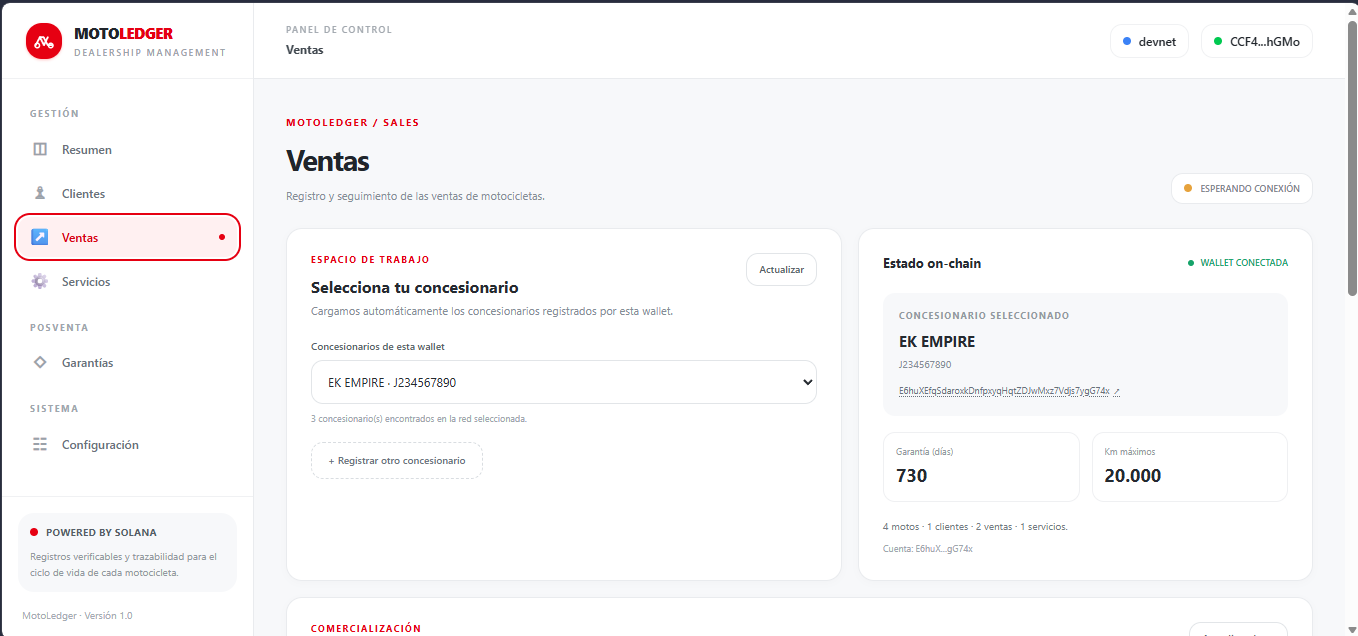 MOTOLEDGER
DEALERSHIP MANAGEMENT
GESTIÓN
Resumen
Clientes
Ventas
Servicios
POSVENTA
Garantías
SISTEMA
Configuración
POWERED BY SOLANA
Registros verificables y trazabilidad para el
ciclo de vida de cada motocicleta.
MotoLedger · Versión 1.0
PANEL DE CONTROL
Ventas
devnet
CCF4...hGMo
MOTOLEDGER / SALES
Ventas
Registro y seguimiento de las ventas de motocicletas.
ESPERANDO CONEXIÓN
ESPACIO DE TRABAJO
Selecciona tu concesionario
Cargamos automáticamente los concesionarios registrados por esta wallet.
Actualizar
Concesionarios de esta wallet
EK EMPIRE · J234567890
3 concesionario(s) encontrados en la red seleccionada.
+ Registrar otro concesionario
Estado on-chain
WALLET CONECTADA
CONCESIONARIO SELECCIONADO
EK EMPIRE
J234567890
Garantía (días)
730
Km máximos
20.000
4 motos · 1 clientes · 2 ventas · 1 servicios.
Cuenta: E6huX...gG74x
COMERCIALIZACIÓN